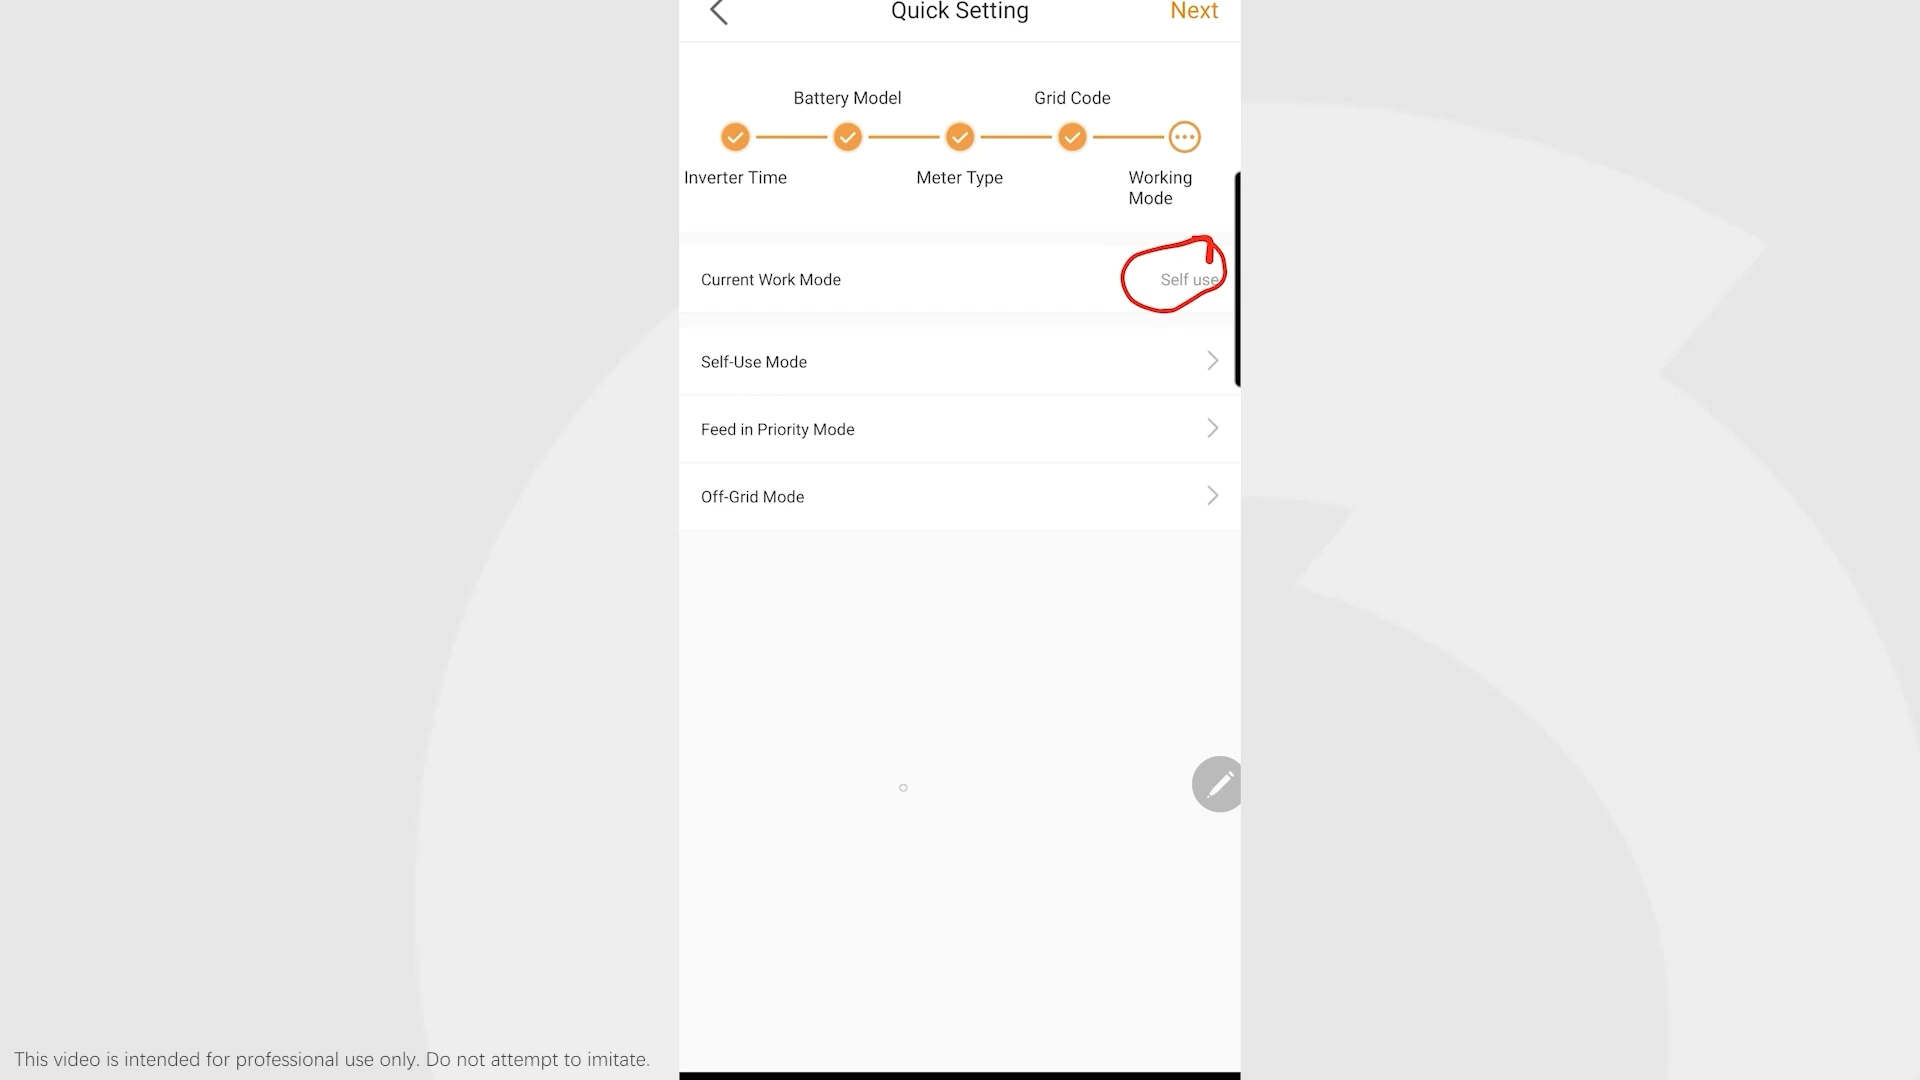 Quick Setting
Next
Battery Model
Grid Code
Inverter Time
Meter Type
Working
Mode
Current Work Mode
Self use
Self-Use Mode
Feed in Priority Mode
Off-Grid Mode
This video is intended for professional use only. Do not attempt to imitate.